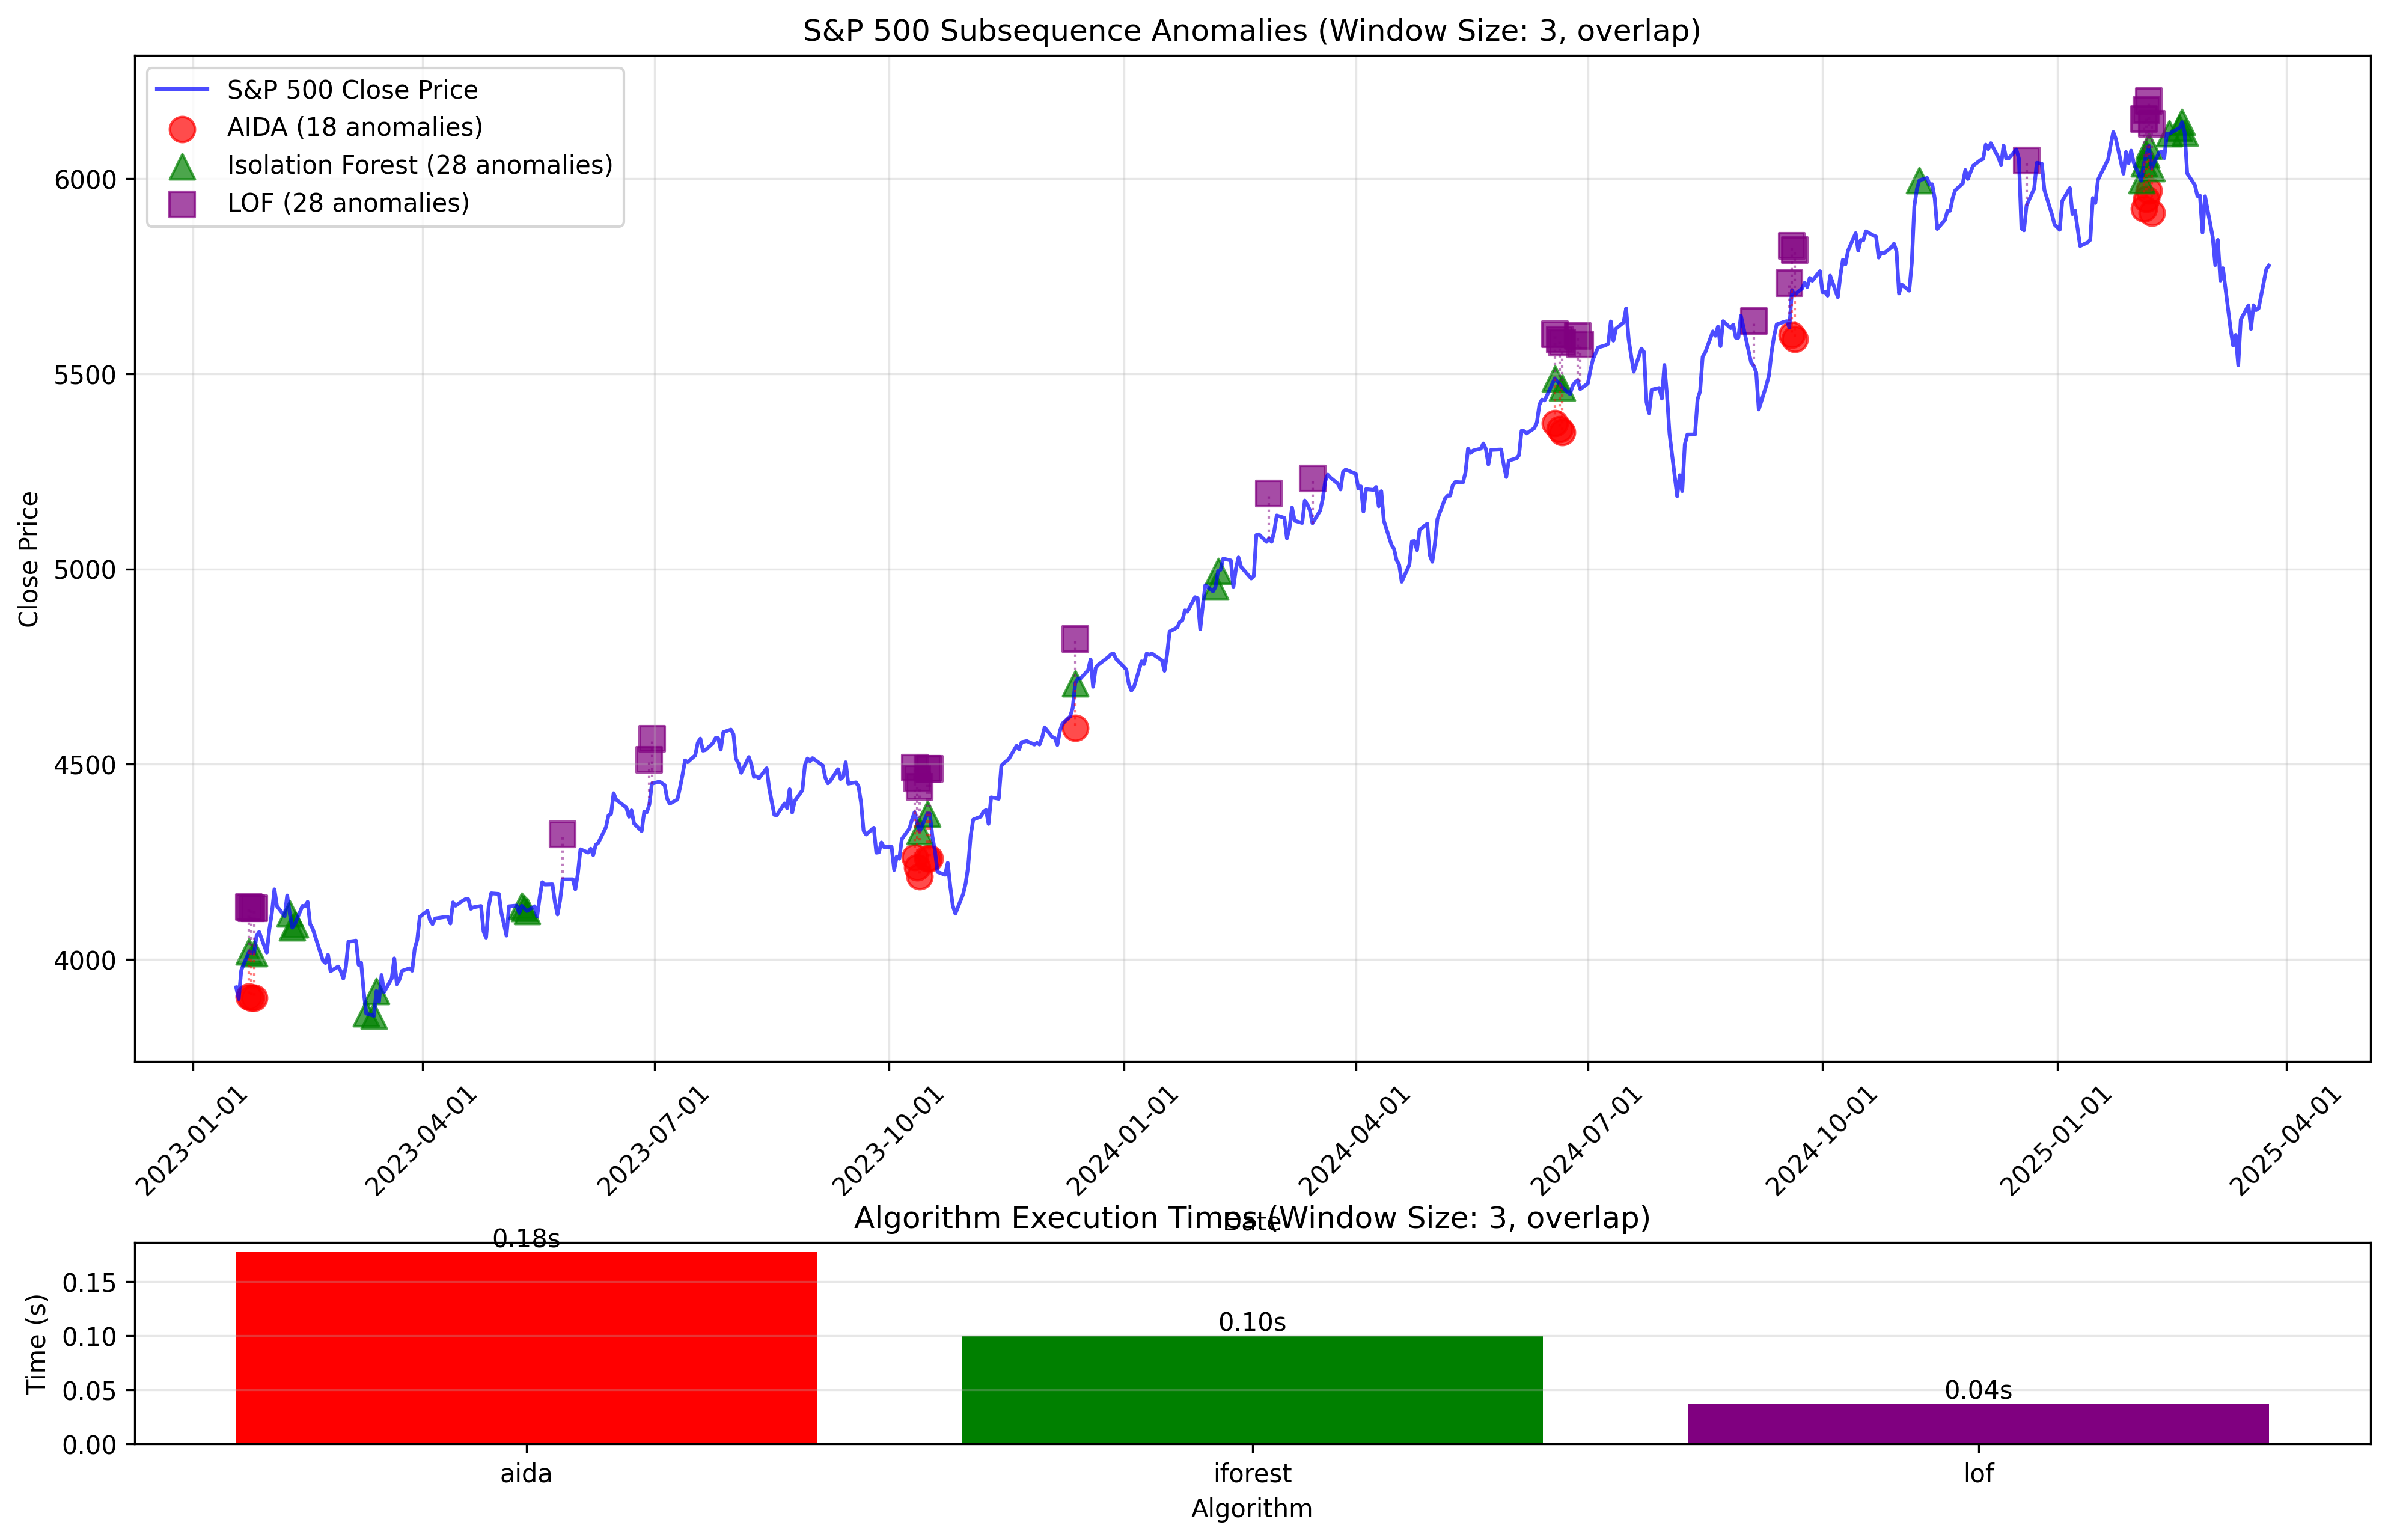 S&P 500 Subsequence Anomalies (Window Size: 3, overlap)
S&P 500 Close Price
AIDA (18 anomalies)
Isolation Forest (28 anomalies)
LOF (28 anomalies)
Close Price
6000
5500
5000
4500
4000
2023-01-01
2023-04-01
2023-07-01
2023-10-01
2024-01-01
2024-04-01
2024-07-01
2024-10-01
2025-01-01
2025-04-01
Date
Algorithm Execution Times (Window Size: 3, overlap)
Time (s)
0.15
0.10
0.05
0.00
0.18s
0.10s
0.04s
aida
iforest
lof
Algorithm